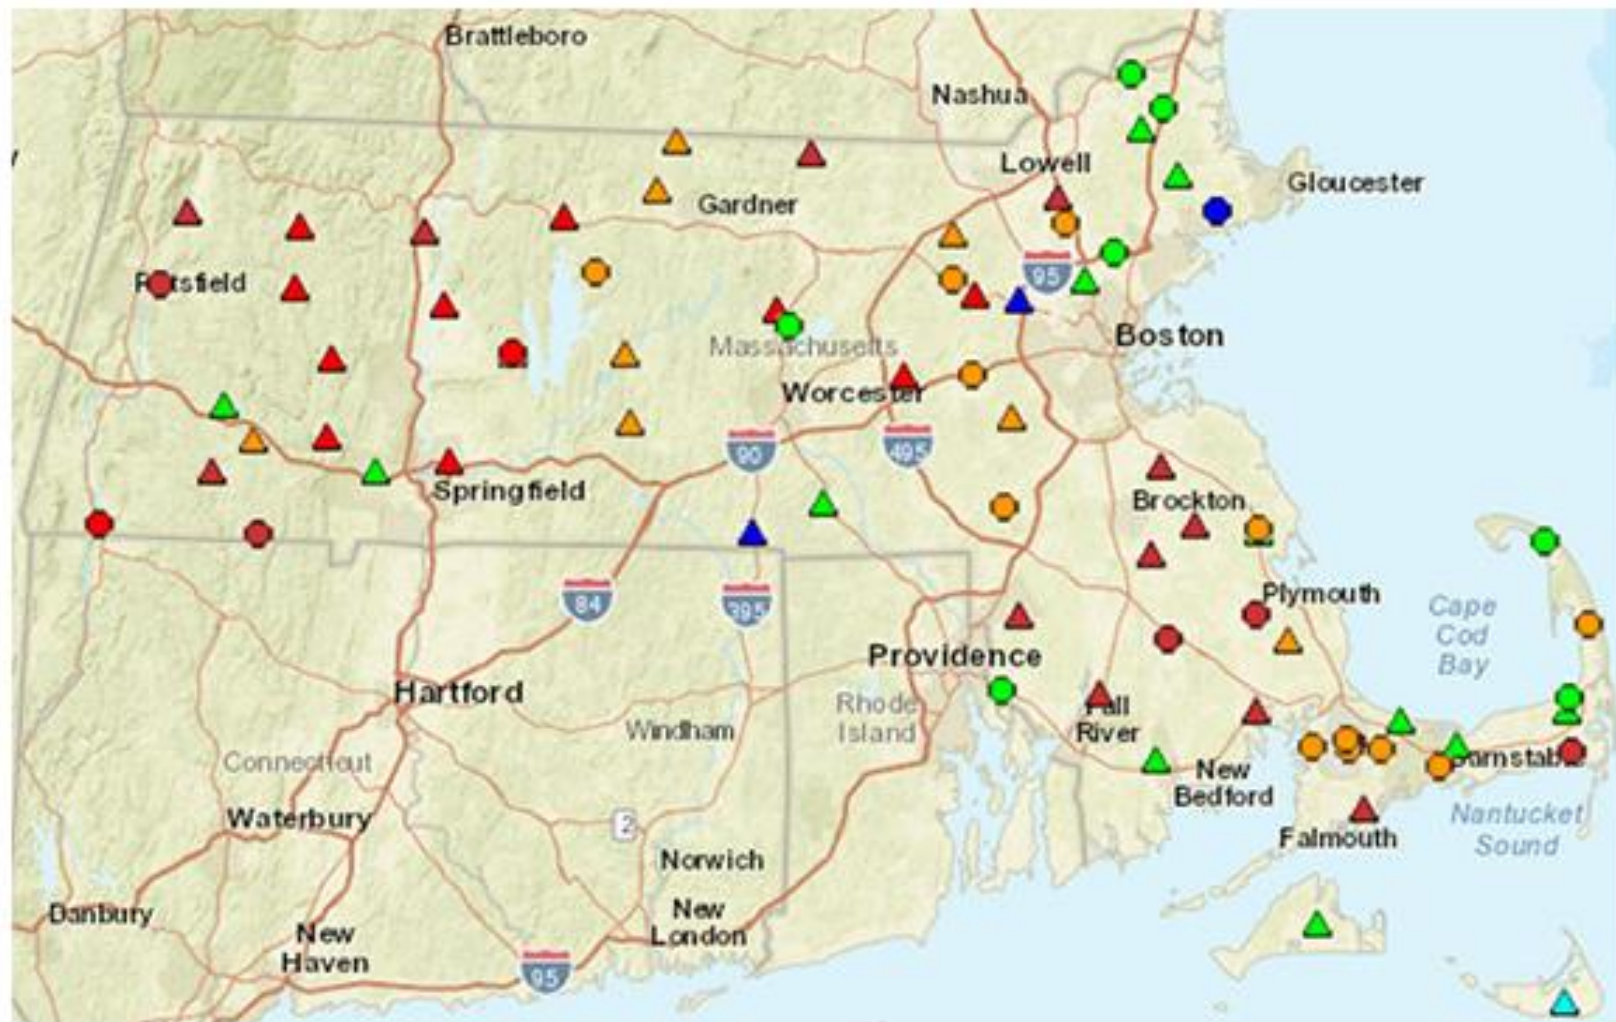 Brattleboro
Nashua
Lowell
Gloucester
Gardner
95
Massachusetts
Boston
Worcester
90
495
Springfield
Brockton
84
395
Plymouth
Cape
Cod
Bay
Providence
Hartford
Rhode
Island
Windham
River
Connecticut
New
Bedford
Waterbury
2
Nantucket
Sound
Falmouth
Norwich
Danbury
New
London
New
Haven
95